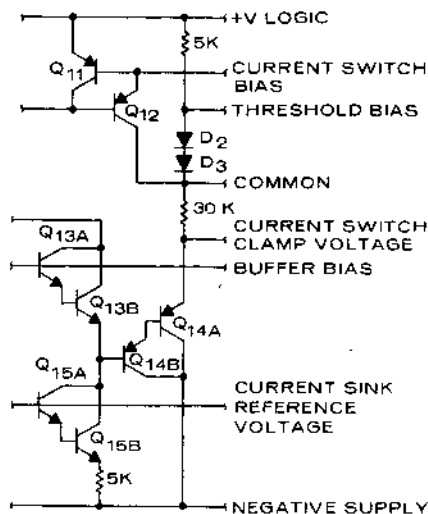 +V LOGIC
5K
Q11
CURRENT SWITCH
BIAS
Q12
THRESHOLD BIAS
D2
D3
COMMON
30 K
CURRENT SWITCH
CLAMP VOLTAGE
Q13A
BUFFER BIAS
Q13B
Q14A
Q14B
Q15A
CURRENT SINK
REFERENCE
VOLTAGE
Q15B
5K
NEGATIVE SUPPLY